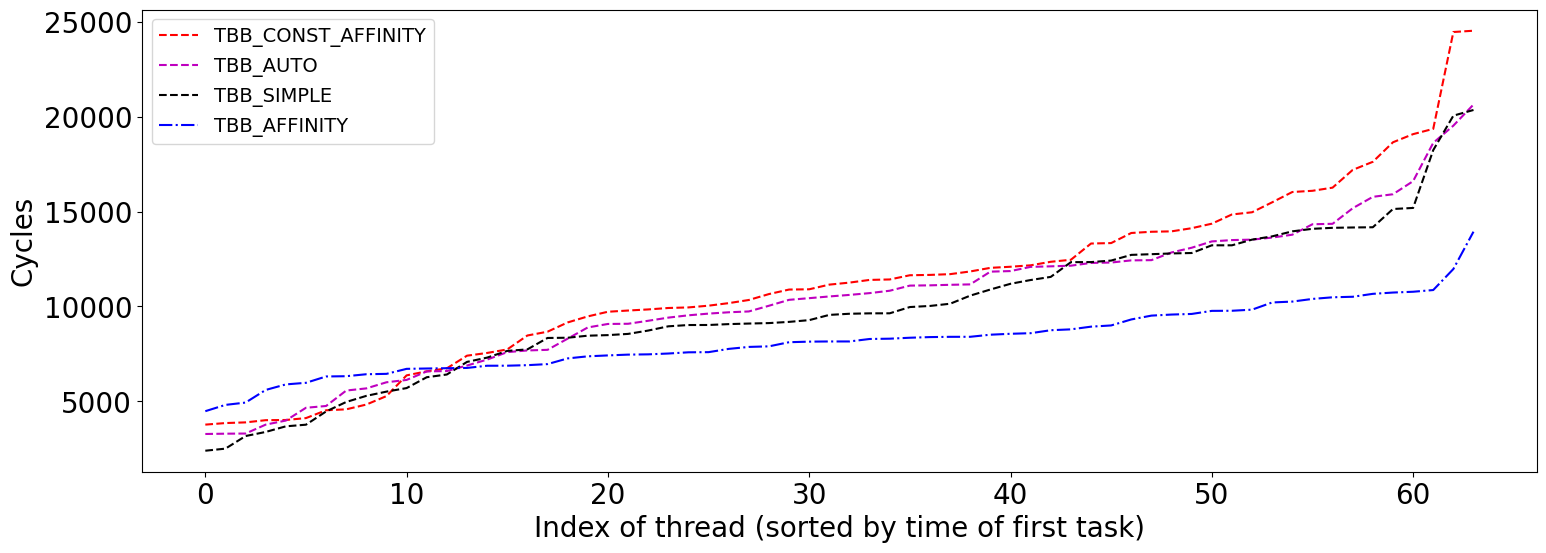 25000
20000
15000
10000
5000
Cycles
TBB_CONST_AFFINITY
TBB_AUTO
TBB_SIMPLE
TBB_AFFINITY
0 10 20 30 40 50 60
Index of thread (sorted by time of first task)